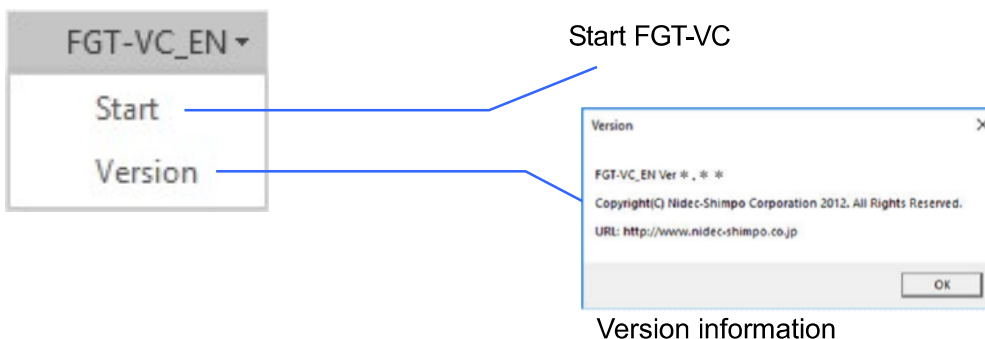 FGT-VC_EN
Start
Version
Start FGT-VC
Version
FGT-VC_EN Ver * . * *
Copyright(C) Nidec-Shimpo Corporation 2012. All Rights Reserved.
URL: http://www.nidec-shimpo.co.jp
OK
Version information